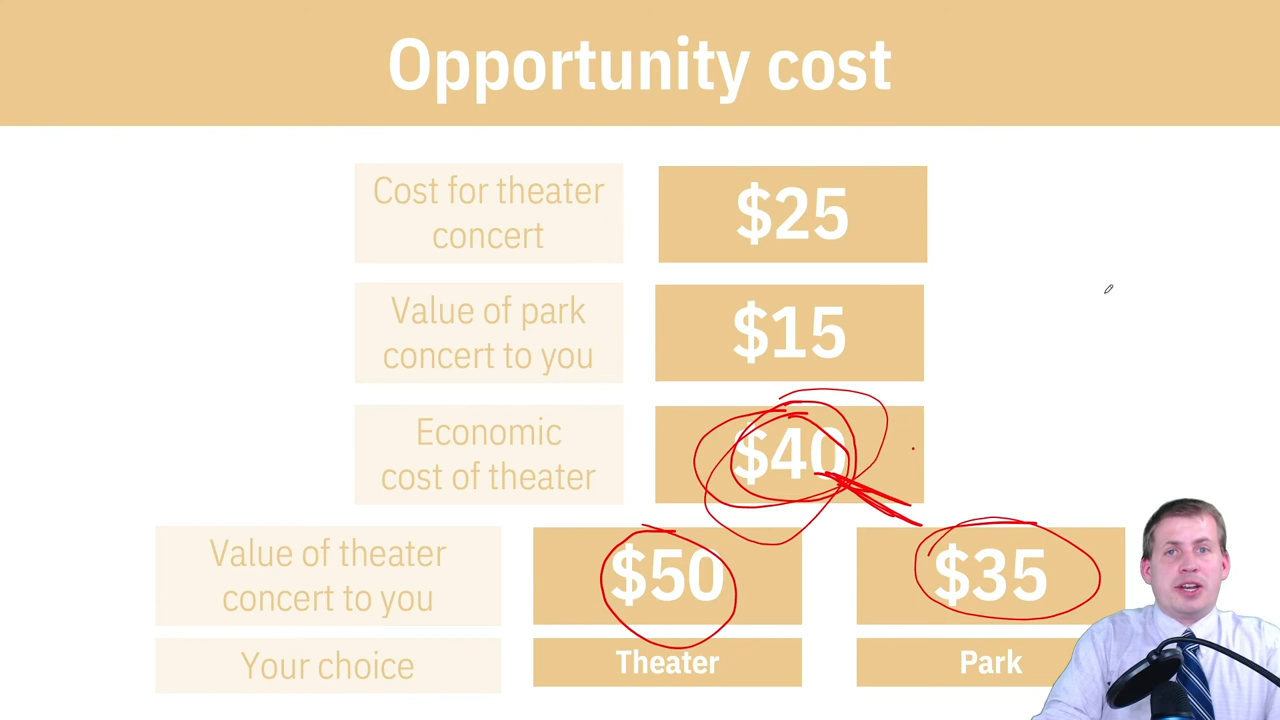 Opportunity cost
Cost for theater
concert
$25
Value of park
concert to you
$15
Economic
cost of theater
$40
Value of theater
concert to you
$50
$35
Your choice
Theater
Park